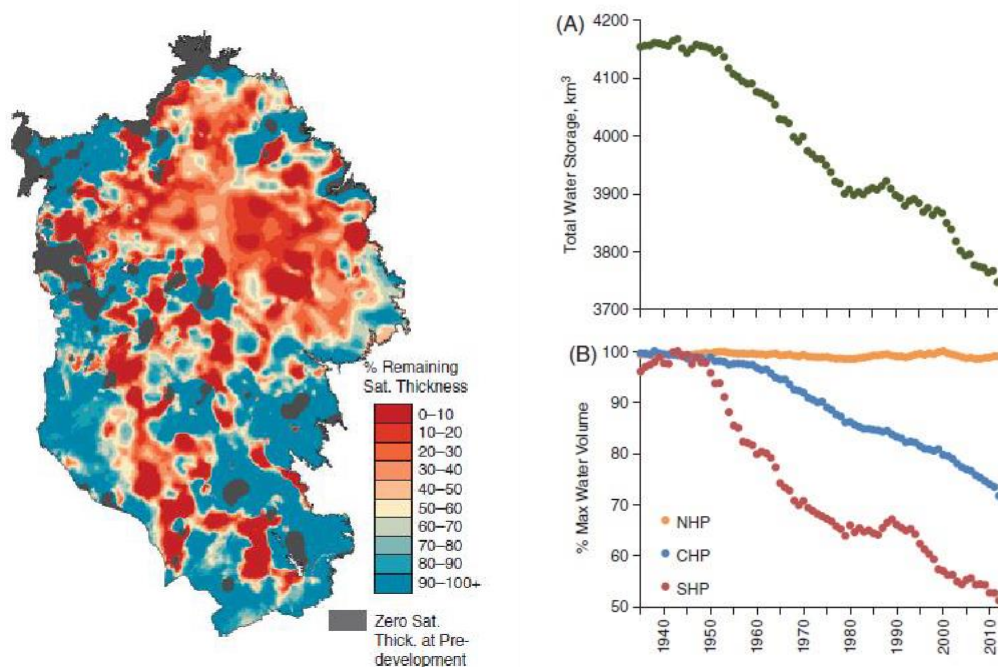 % Remaining
Sat. Thickness
0–10
10–20
20–30
30–40
40–50
50–60
60–70
70–80
80–90
90–100+
Zero Sat.
Thick. at Pre-
development
(A)
Total Water Storage, km³
4200
4100
4000
3900
3800
3700
(B)
% Max Water Volume
100
90
80
70
60
50
NHP
CHP
SHP
1940
1950
1960
1970
1980
1990
2000
2010